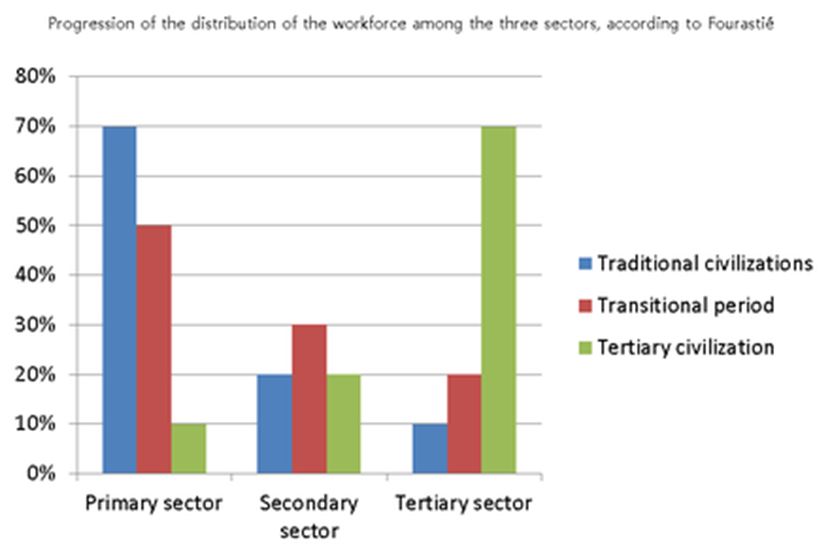 Progression of the distribution of the workforce among the three sectors, according to Fourastié
80%
70%
60%
50%
40%
30%
20%
10%
0%
Primary sector
Secondary
sector
Tertiary sector
Traditional civilizations
Transitional period
Tertiary civilization